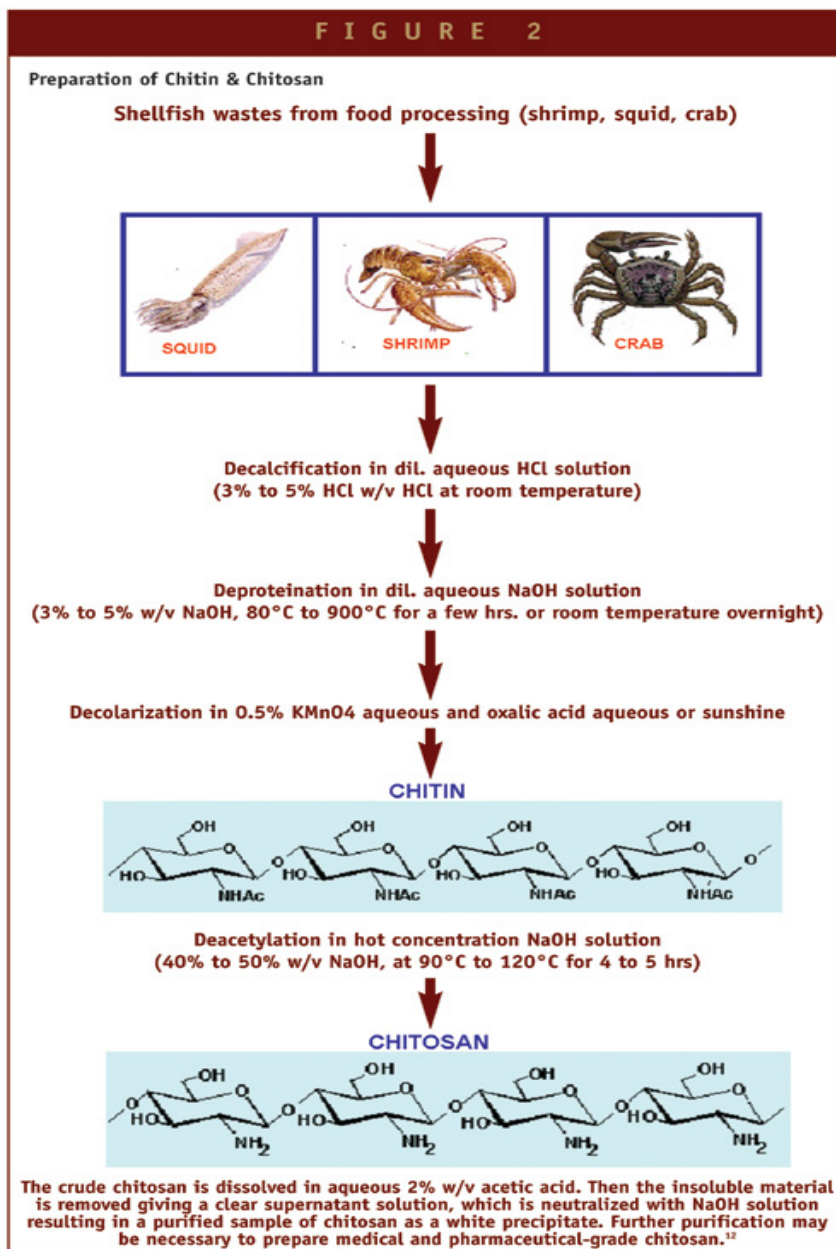 FIGURE 2
Preparation of Chitin & Chitosan
Shellfish wastes from food processing (shrimp, squid, crab)
SQUID
SHRIMP
CRAB
Decalcification in dil. aqueous HCl solution
(3% to 5% HCl w/v HCl at room temperature)
Deproteination in dil. aqueous NaOH solution
(3% to 5% w/v NaOH, 80°C to 900°C for a few hrs. or room temperature overnight)
Decolarization in 0.5% KMnO4 aqueous and oxalic acid aqueous or sunshine
CHITIN
OH OH OH OH
O O O O O O O O
HO HO HO HO
NHAc NHAc NHAc NHAc
Deacetylation in hot concentration NaOH solution
(40% to 50% w/v NaOH, at 90°C to 120°C for 4 to 5 hrs)
CHITOSAN
OH OH OH OH
O O O O O O O O
HO HO HO HO
NH2 NH2 NH2 NH2
The crude chitosan is dissolved in aqueous 2% w/v acetic acid. Then the insoluble material
is removed giving a clear supernatant solution, which is neutralized with NaOH solution
resulting in a purified sample of chitosan as a white precipitate. Further purification may
be necessary to prepare medical and pharmaceutical-grade chitosan.12